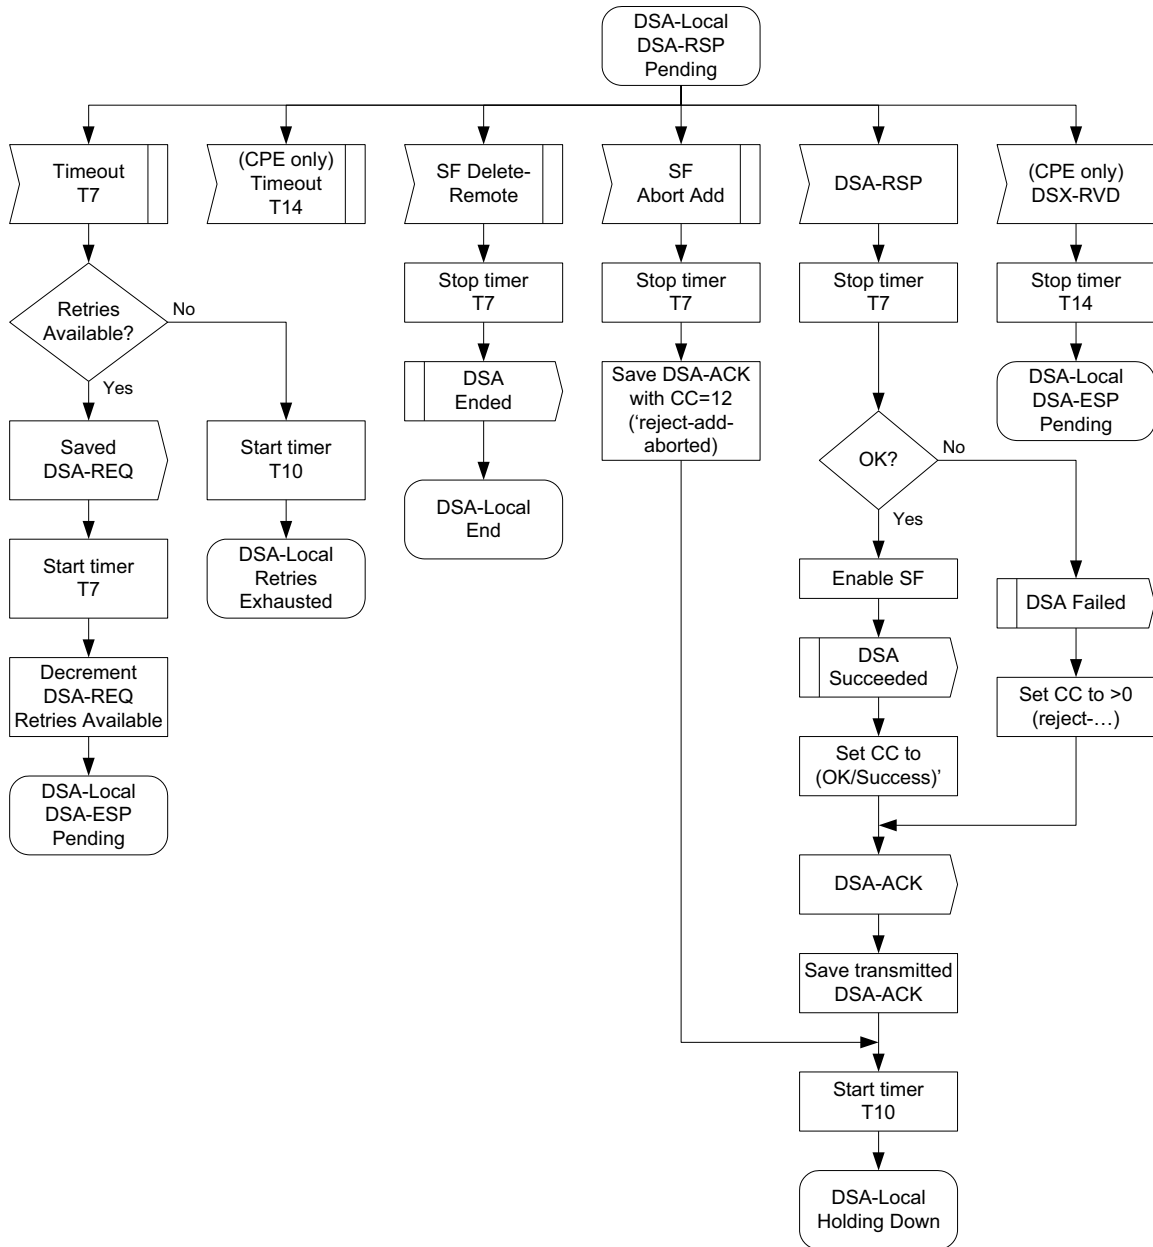 DSA-Local
DSA-RSP
Pending
Timeout
T7
(CPE only)
Timeout
T14
SF Delete-
Remote
SF
Abort Add
DSA-RSP
(CPE only)
DSX-RVD
Retries
Available?
No
Yes
Stop timer
T7
Stop timer
T7
Stop timer
T7
Stop timer
T14
DSA
Ended
Save DSA-ACK
with CC=12
(‘reject-add-
aborted)
DSA-Local
DSA-ESP
Pending
Saved
DSA-REQ
Start timer
T10
OK?
No
Yes
DSA-Local
End
Start timer
T7
DSA-Local
Retries
Exhausted
Enable SF
DSA Failed
Decrement
DSA-REQ
Retries Available
DSA
Succeeded
Set CC to >0
(reject-…)
DSA-Local
DSA-ESP
Pending
Set CC to
(OK/Success)’
DSA-ACK
Save transmitted
DSA-ACK
Start timer
T10
DSA-Local
Holding Down